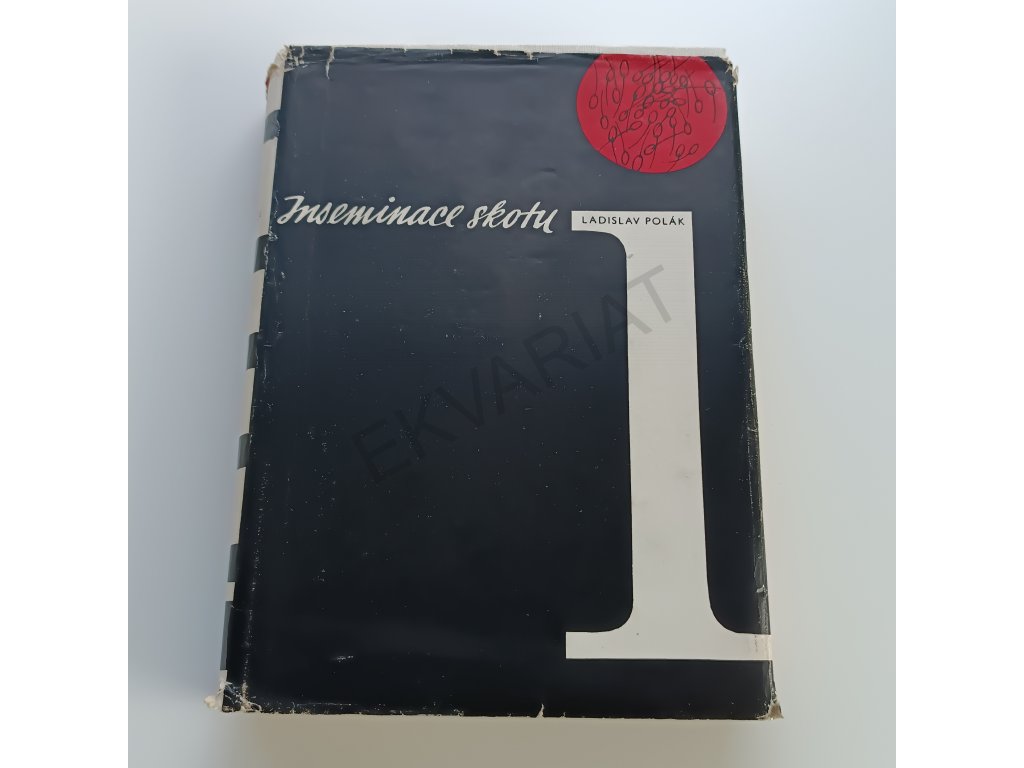 Inseminace skotu
LADISLAV POLÁK
1
EKVARIÁT